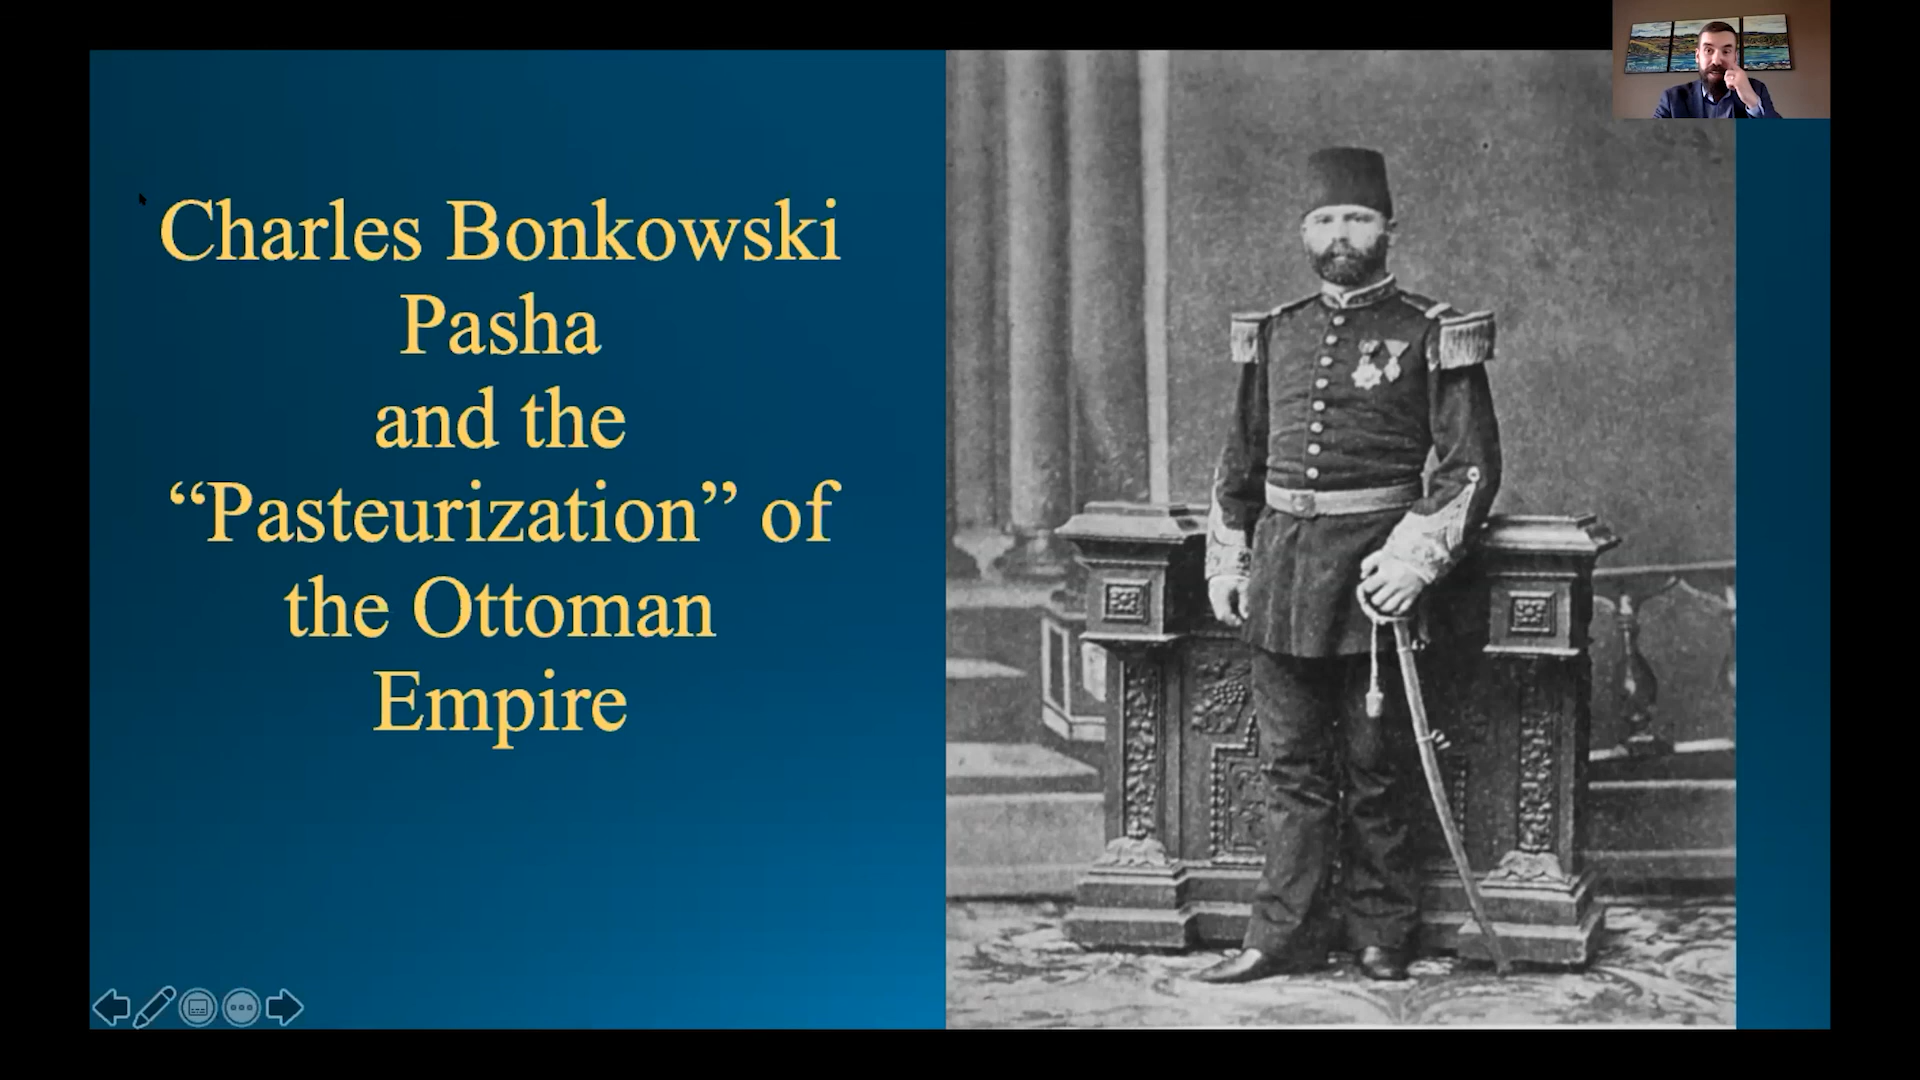 Charles Bonkowski
Pasha
and the
“Pasteurization” of
the Ottoman
Empire